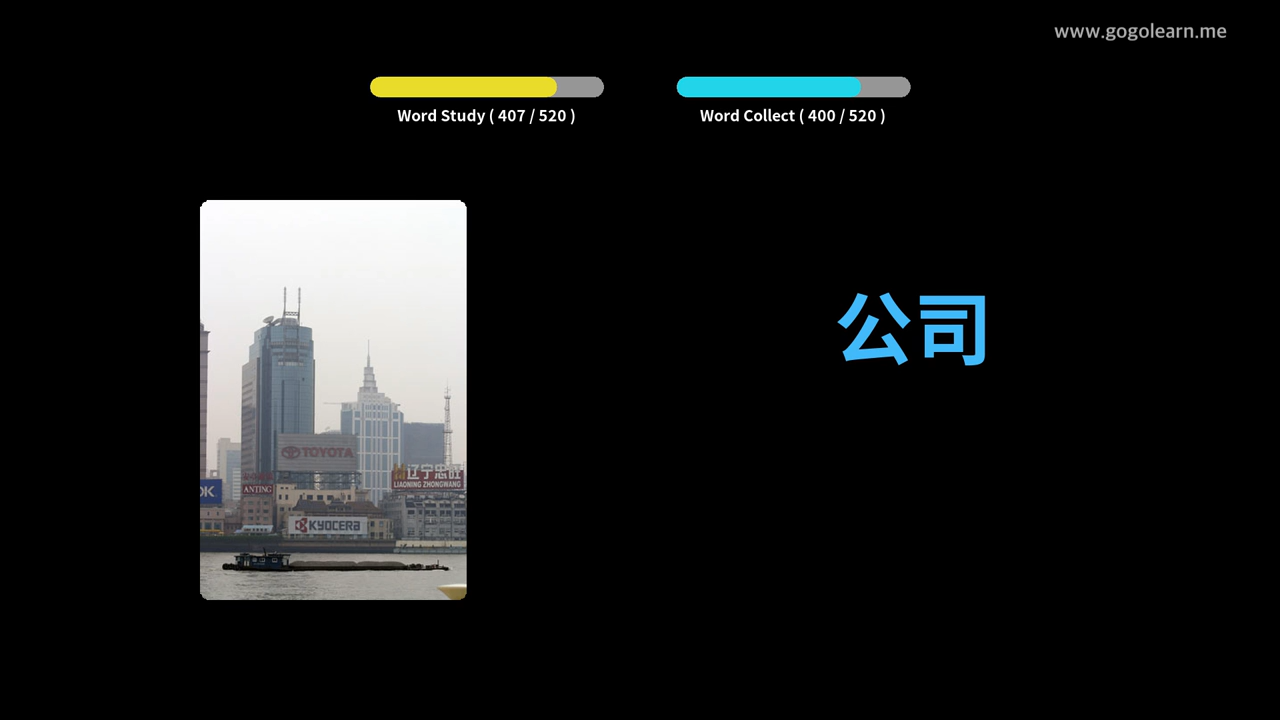 www.gogolearn.me
Word Study ( 407 / 520 )
Word Collect ( 400 / 520 )
公司
TOYOTA
辽宁忠旺
LIAONING ZHONGWANG
OK
ANTING
KYOCERA